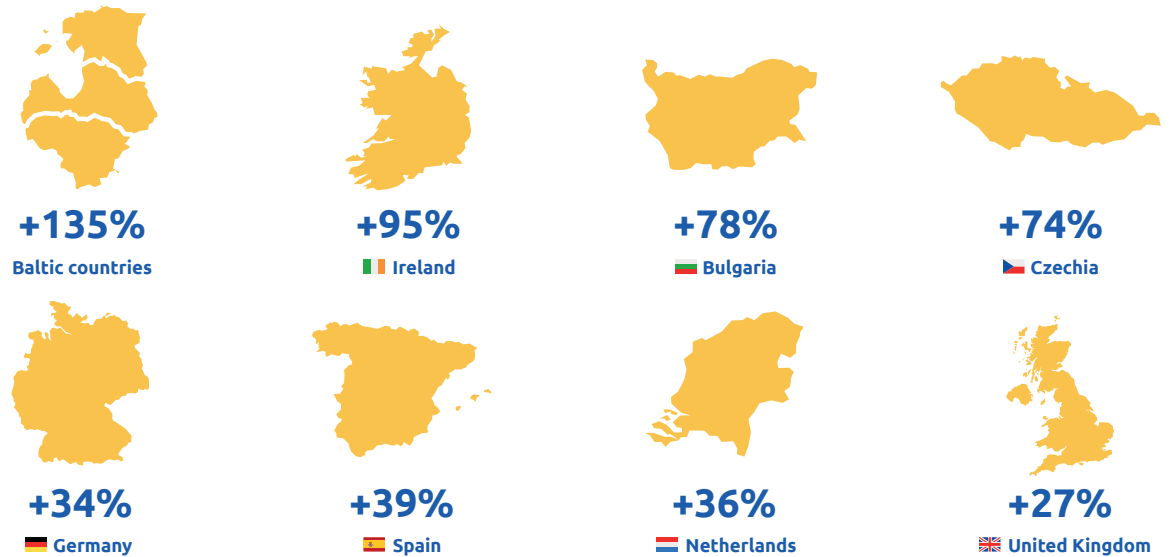 +135% +95% +78% +74%
Baltic countries Ireland Bulgaria Czechia
+34% +39% +36% +27%
Germany Spain Netherlands United Kingdom